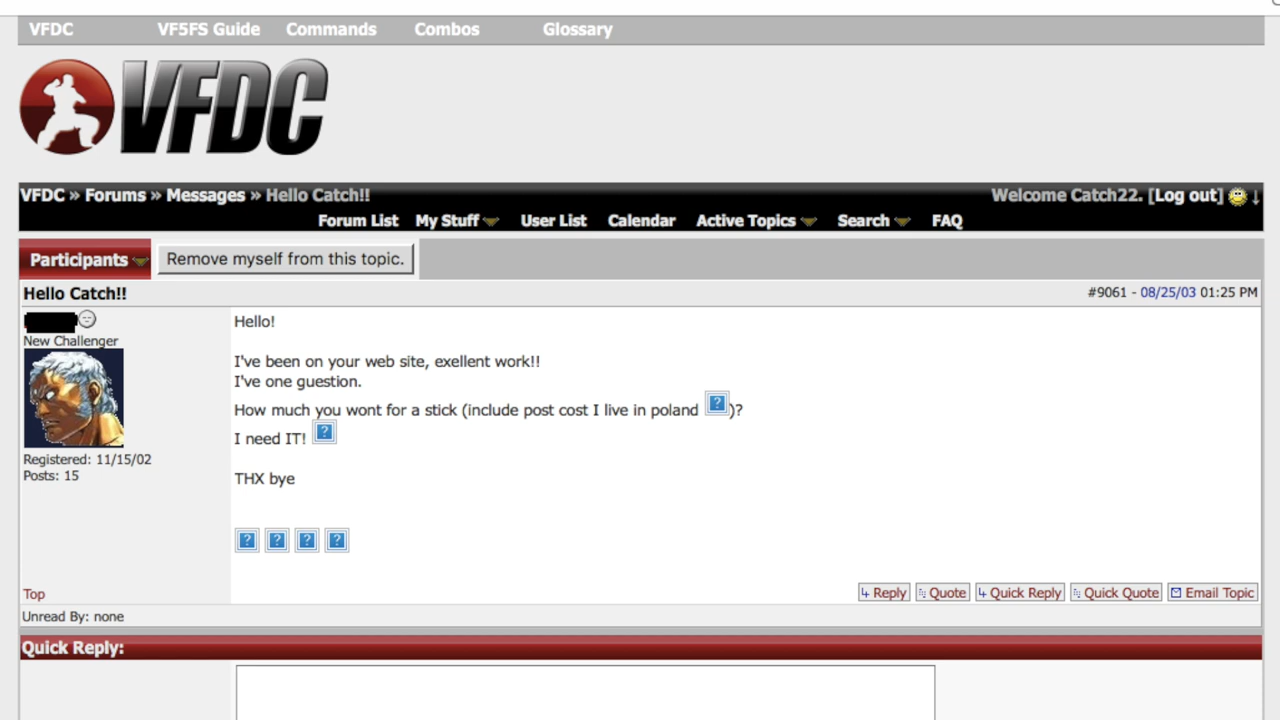 VFDC VF5FS Guide Commands Combos Glossary
VFDC
VFDC » Forums » Messages » Hello Catch!! Welcome Catch22. [Log out] ↓
Forum List My Stuff User List Calendar Active Topics Search FAQ
Participants Remove myself from this topic.
Hello Catch!! #9061 - 08/25/03 01:25 PM
New Challenger
Registered: 11/15/02
Posts: 15
Hello!
I've been on your web site, exellent work!!
I've one guestion.
How much you wont for a stick (include post cost I live in poland ?)?
I need IT! ?
THX bye
? ? ? ?
Top Reply Quote Quick Reply Quick Quote Email Topic
Unread By: none
Quick Reply: